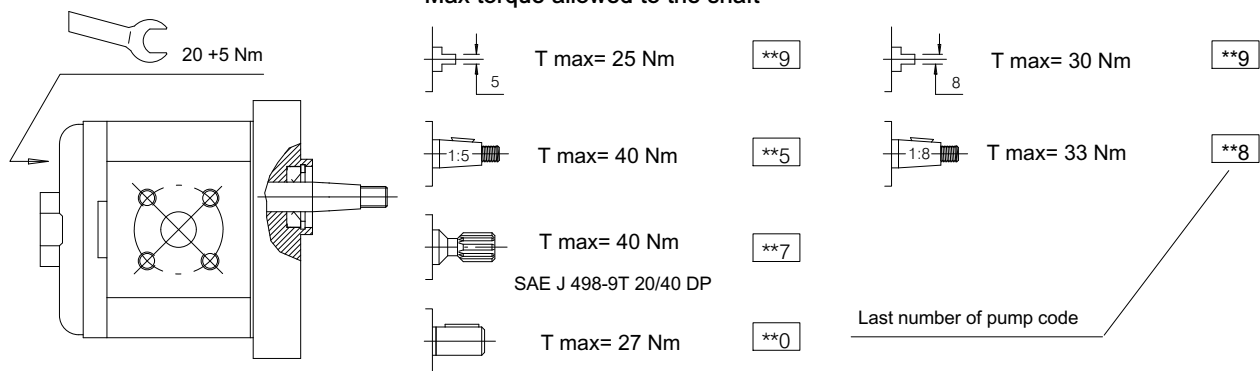 Max torque allowed to the shaft
20 +5 Nm
T max= 25 Nm
**9
5
T max= 30 Nm
**9
8
1:5
T max= 40 Nm
**5
1:8
T max= 33 Nm
**8
T max= 40 Nm
**7
SAE J 498-9T 20/40 DP
T max= 27 Nm
**0
Last number of pump code